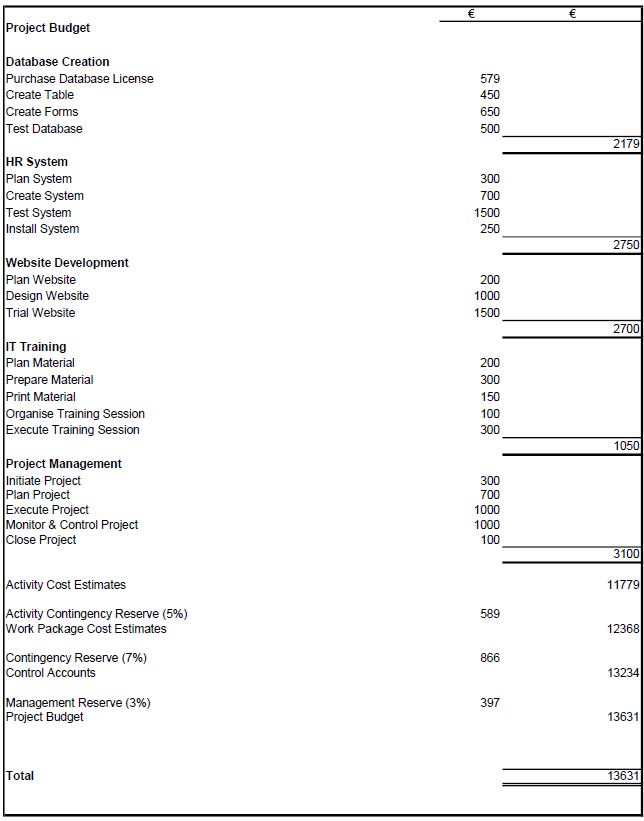 € €
Project Budget
Database Creation
Purchase Database License 579
Create Table 450
Create Forms 650
Test Database 500
2179
HR System
Plan System 300
Create System 700
Test System 1500
Install System 250
2750
Website Development
Plan Website 200
Design Website 1000
Trial Website 1500
2700
IT Training
Plan Material 200
Prepare Material 300
Print Material 150
Organise Training Session 100
Execute Training Session 300
1050
Project Management
Initiate Project 300
Plan Project 700
Execute Project 1000
Monitor & Control Project 1000
Close Project 100
3100
Activity Cost Estimates 11779
Activity Contingency Reserve (5%) 589
Work Package Cost Estimates 12368
Contingency Reserve (7%) 866
Control Accounts 13234
Management Reserve (3%) 397
Project Budget 13631
Total 13631